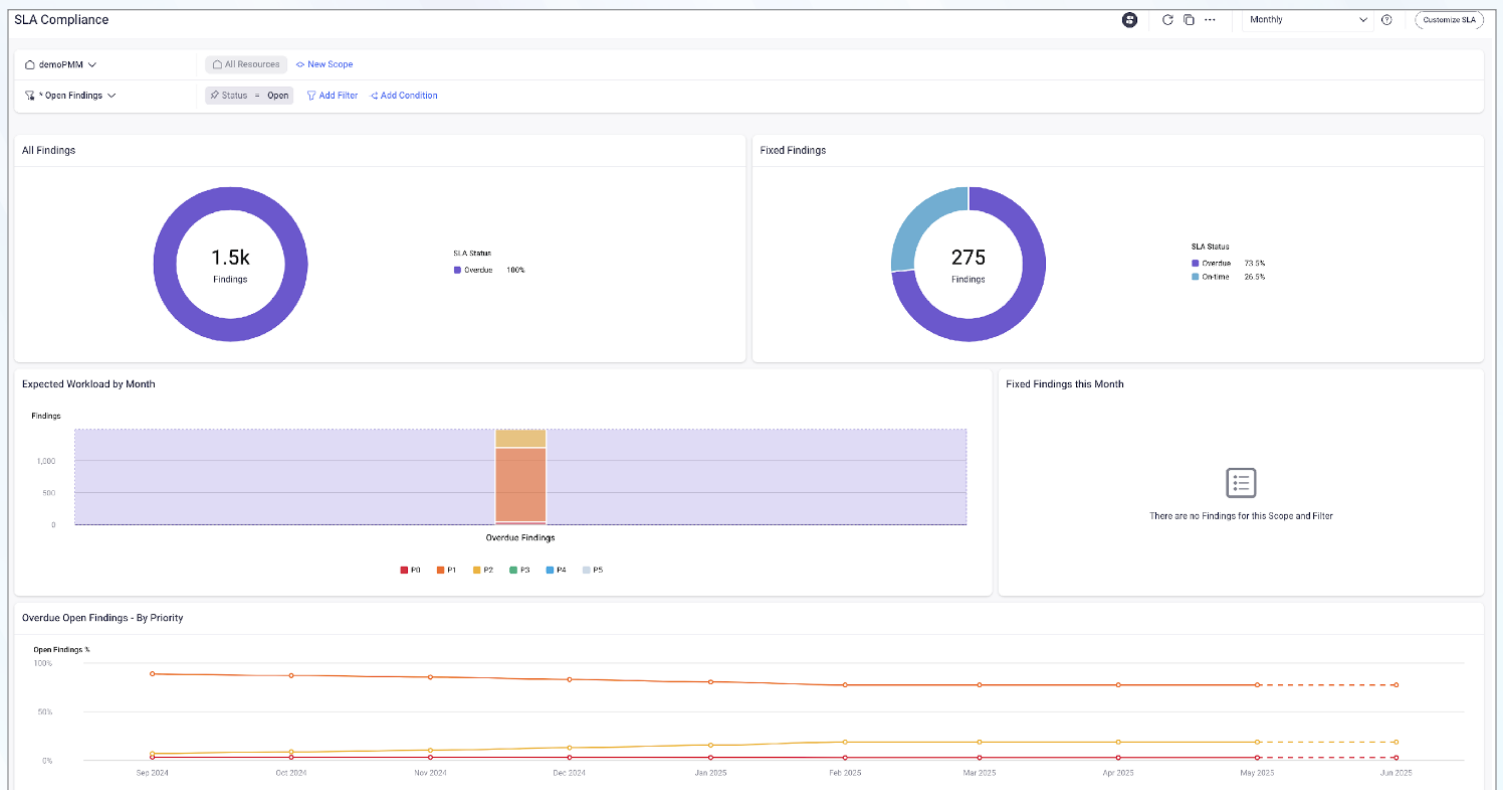 SLA Compliance
Monthly
Customize SLA
demoPMM
All Resources
New Scope
* Open Findings
Status = Open
Add Filter
Add Condition
All Findings
1.5k
Findings
SLA Status
Overdue 100%
Fixed Findings
275
Findings
SLA Status
Overdue 73.5%
On-time 26.5%
Expected Workload by Month
Findings
1,000
500
0
Overdue Findings
P0 P1 P2 P3 P4 P5
Fixed Findings this Month
There are no Findings for this Scope and Filter
Overdue Open Findings - By Priority
Open Findings %
100%
50%
0%
Sep 2024 Oct 2024 Nov 2024 Dec 2024 Jan 2025 Feb 2025 Mar 2025 Apr 2025 May 2025 Jun 2025